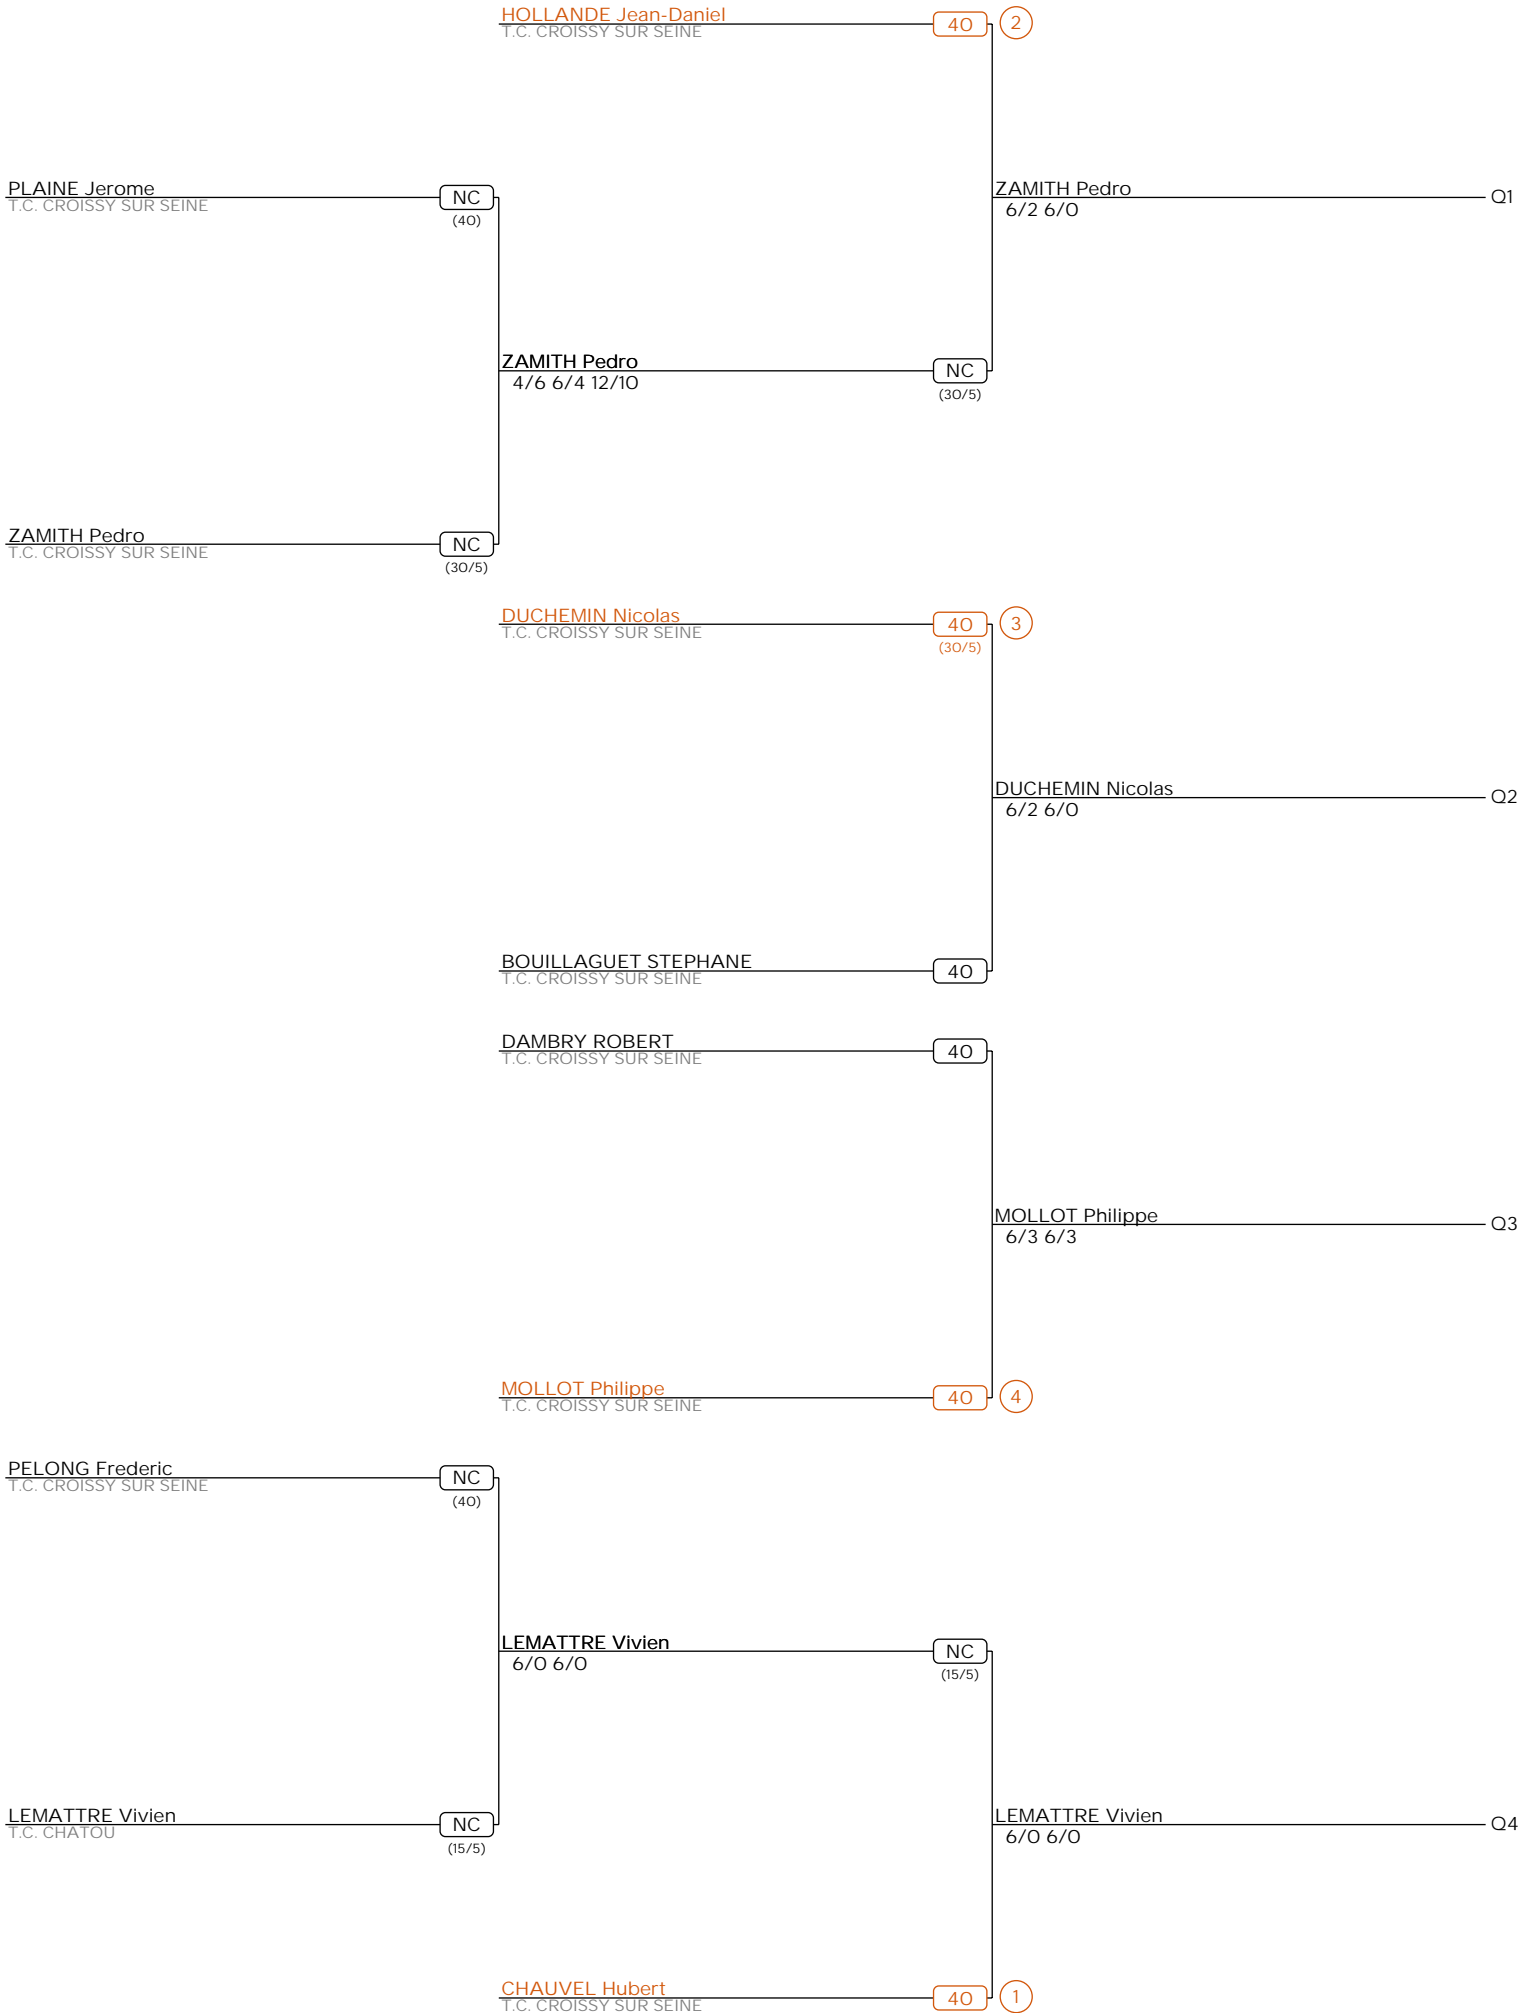 HOLLANDE Jean-Daniel
T.C. CROISSY SUR SEINE
40
2
PLAINE Jerome
T.C. CROISSY SUR SEINE
NC
(40)
ZAMITH Pedro
6/2 6/0
Q1
ZAMITH Pedro
4/6 6/4 12/10
NC
(30/5)
ZAMITH Pedro
T.C. CROISSY SUR SEINE
NC
(30/5)
DUCHEMIN Nicolas
T.C. CROISSY SUR SEINE
40
(30/5)
3
DUCHEMIN Nicolas
6/2 6/0
Q2
BOUILLAGUET STEPHANE
T.C. CROISSY SUR SEINE
40
DAMBRY ROBERT
T.C. CROISSY SUR SEINE
40
MOLLOT Philippe
6/3 6/3
Q3
MOLLOT Philippe
T.C. CROISSY SUR SEINE
40
4
PELONG Frederic
T.C. CROISSY SUR SEINE
NC
(40)
LEMATTRE Vivien
6/0 6/0
NC
(15/5)
LEMATTRE Vivien
T.C. CHATOU
NC
(15/5)
LEMATTRE Vivien
6/0 6/0
Q4
CHAUVEL Hubert
T.C. CROISSY SUR SEINE
40
1